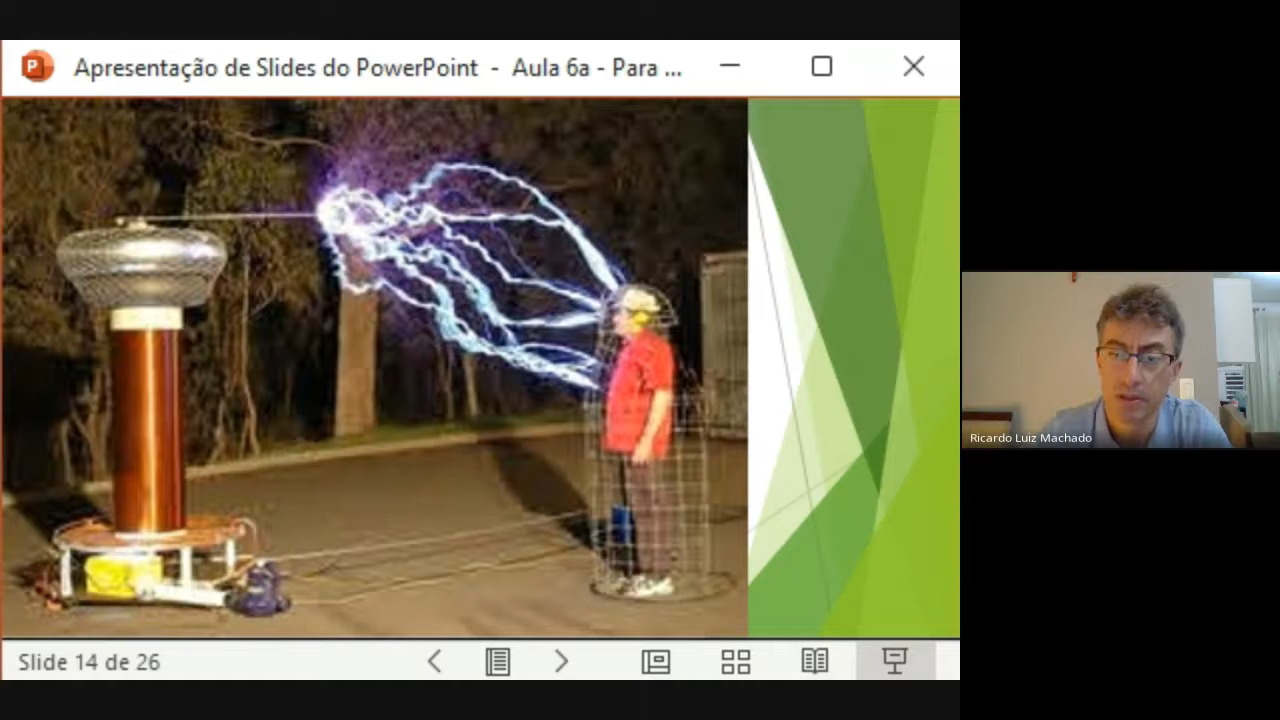 Apresentação de Slides do PowerPoint - Aula 6a - Para ...
Ricardo Luiz Machado
Slide 14 de 26